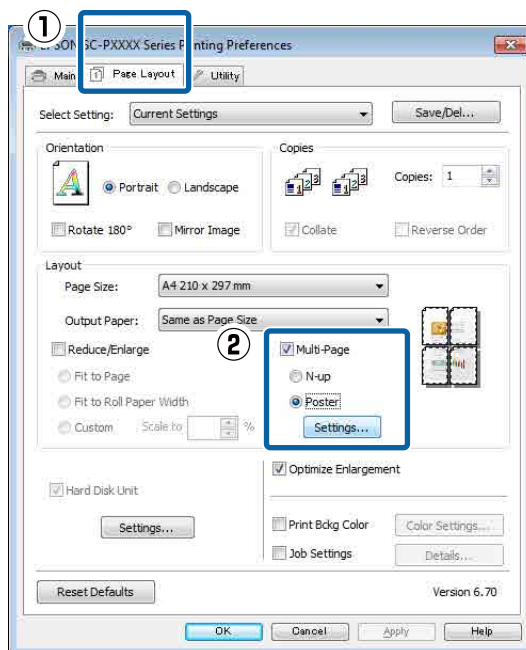 ①
EPSON SC-PXXXX Series Printing Preferences
Main Page Layout Utility
Select Setting: Current Settings Save/Del...
Orientation
Portrait Landscape
Rotate 180° Mirror Image
Copies
Copies: 1
Collate Reverse Order
Layout
Page Size: A4 210 x 297 mm
Output Paper: Same as Page Size
②
Reduce/Enlarge
Fit to Page
Fit to Roll Paper Width
Custom Scale to %
Multi-Page
N-up
Poster
Settings...
Optimize Enlargement
Hard Disk Unit
Settings...
Print Bckg Color Color Settings...
Job Settings Details...
Reset Defaults Version 6.70
OK Cancel Apply Help